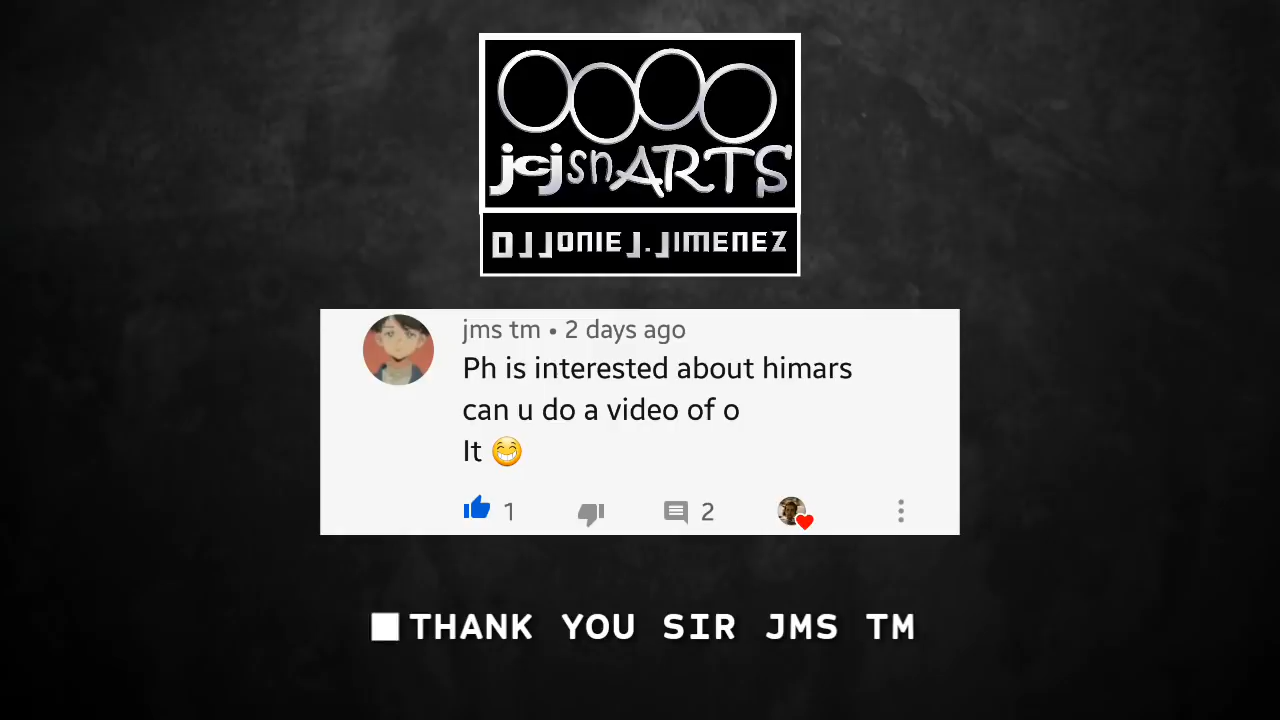 jcjsnARTS
DJ JONIE J. JIMENEZ
jms tm • 2 days ago
Ph is interested about himars
can u do a video of o
It 😁
1
2
THANK YOU SIR JMS TM